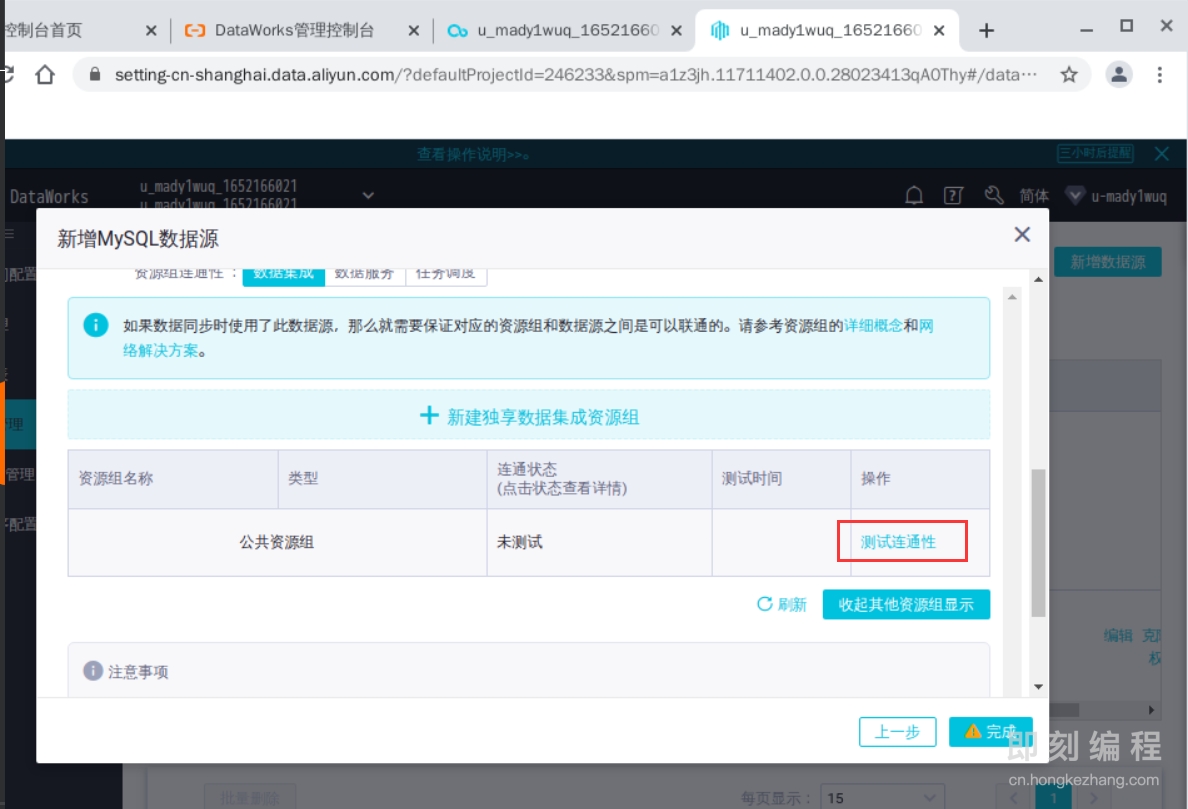 控制台首页
DataWorks管理控制台
u_mady1wuq_16521660
u_mady1wuq_16521660
setting-cn-shanghai.data.aliyun.com/?defaultProjectId=246233&spm=a1z3jh.11711402.0.0.28023413qA0Thy#/data…
查看操作说明>>。
三小时后提醒
DataWorks
u_mady1wuq_1652166021
u_mady1wuq_1652166021
简体
u-mady1wuq
新增MySQL数据源
新增数据源
资源组连通性 :
数据集成
数据服务
任务调度
配置
如果数据同步时使用了此数据源，那么就需要保证对应的资源组和数据源之间是可以联通的。请参考资源组的详细概念和网
络解决方案。
新建独享数据集成资源组
理
资源组名称
类型
连通状态
(点击状态查看详情)
测试时间
操作
管理
配置
公共资源组
未测试
测试连通性
刷新
收起其他资源组显示
编辑
权
注意事项
上一步
完成
即刻编程
cn.hongkezhang.com
批量删除
每页显示：
15
1